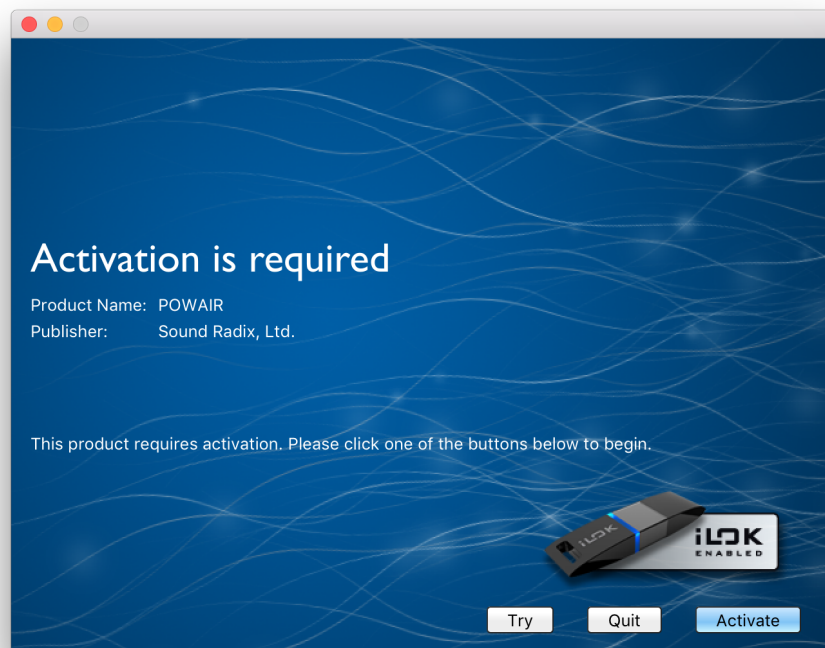 Activation is required
Product Name: POWAIR
Publisher: Sound Radix, Ltd.
This product requires activation. Please click one of the buttons below to begin.
iLOK
iLOK
ENABLED
Try Quit Activate